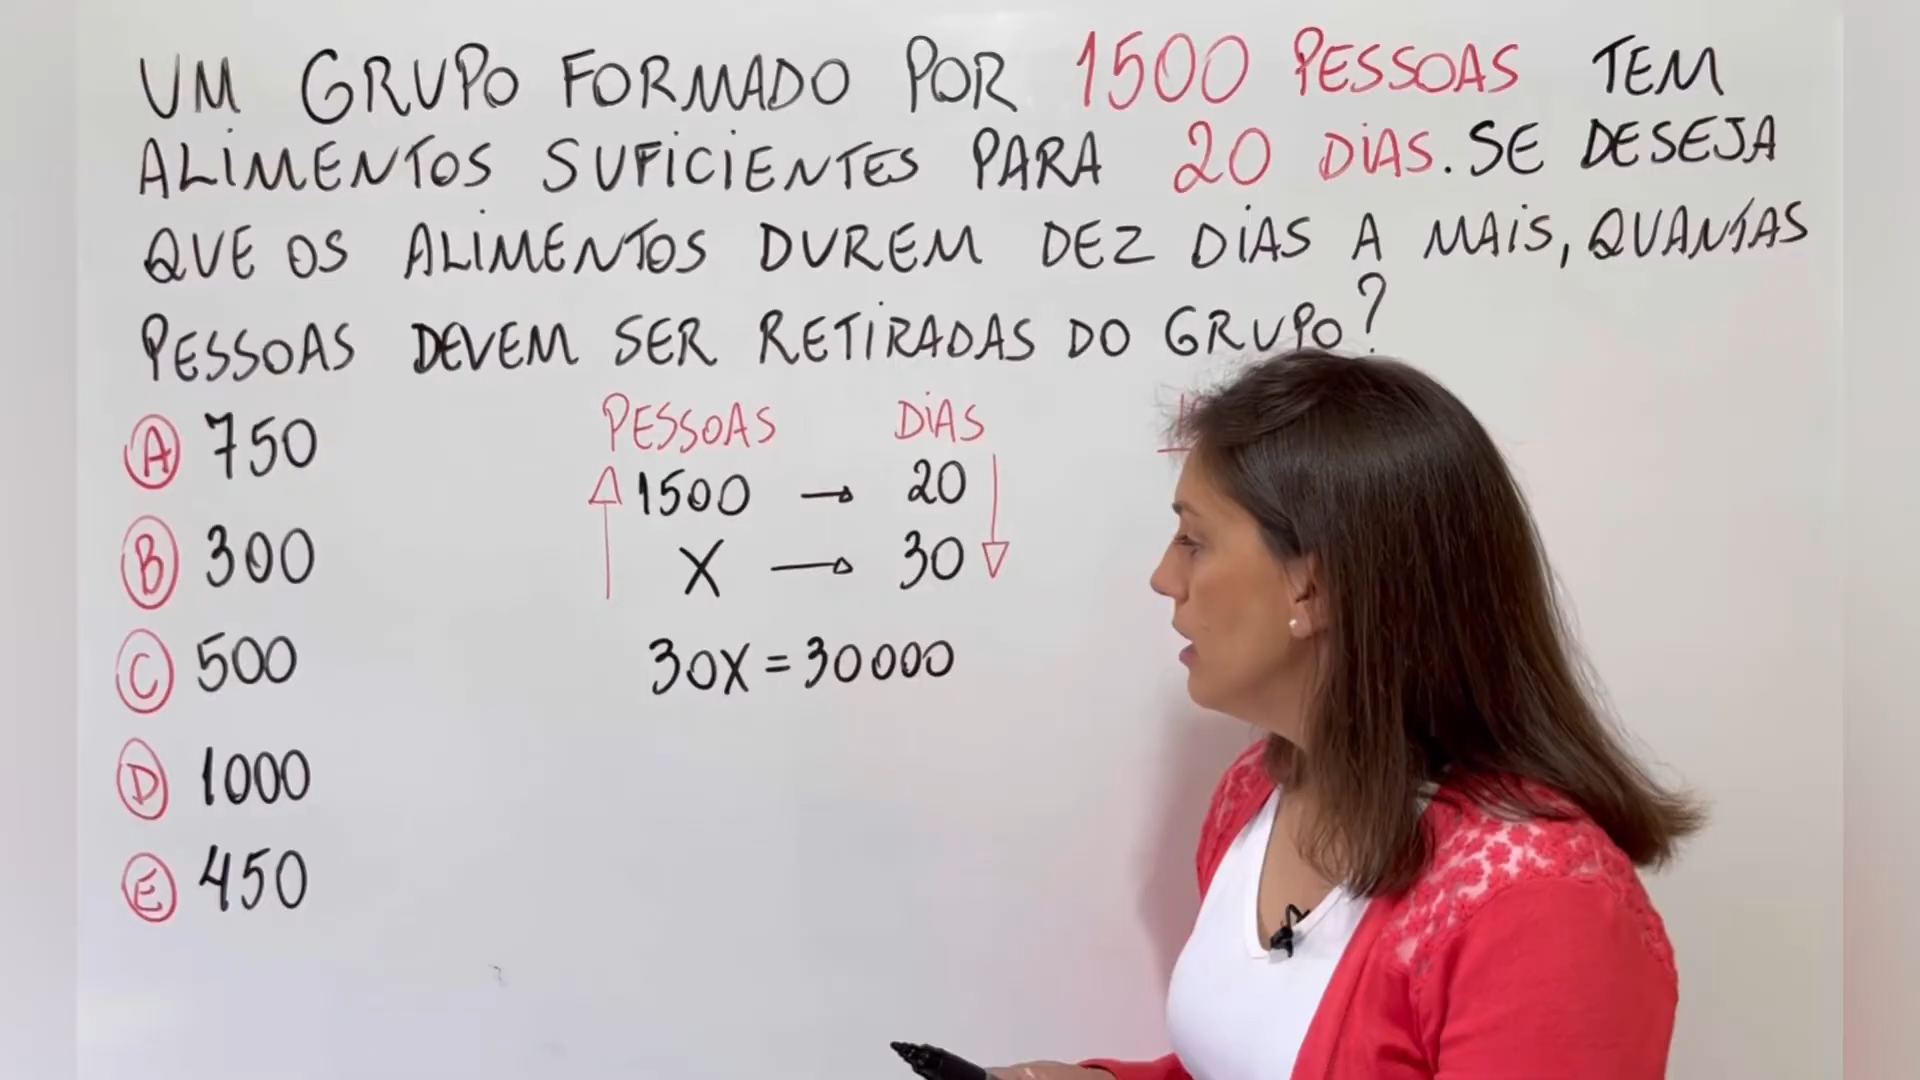 UM GRUPO FORMADO POR 1500 PESSOAS TEM
ALIMENTOS SUFICIENTES PARA 20 DIAS. SE DESEJA
QUE OS ALIMENTOS DUREM DEZ DIAS A MAIS, QUANTAS
PESSOAS DEVEM SER RETIRADAS DO GRUPO?
A 750
B 300
C 500
D 1000
E 450
PESSOAS DIAS
1500 → 20
X → 30
30X = 30000